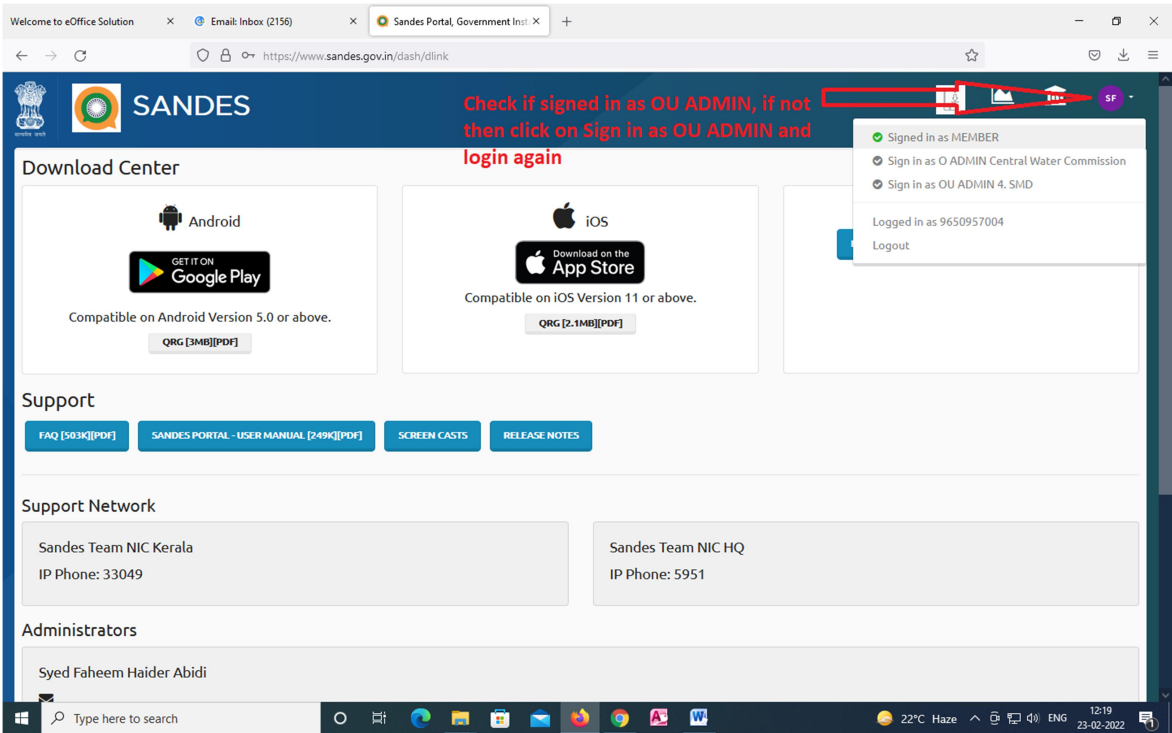 Welcome to eOffice Solution
Email: Inbox (2156)
Sandes Portal, Government Inst
https://www.sandes.gov.in/dash/dlink
SANDES
SF
Check if signed in as OU ADMIN, if not
then click on Sign in as OU ADMIN and
login again
Signed in as MEMBER
Sign in as O ADMIN Central Water Commission
Sign in as OU ADMIN 4. SMD
Logged in as 9650957004
Logout
Download Center
Android
GET IT ON
Google Play
Compatible on Android Version 5.0 or above.
QRG [3MB][PDF]
iOS
Download on the
App Store
Compatible on iOS Version 11 or above.
QRG [2.1MB][PDF]
Support
FAQ [503K][PDF]
SANDES PORTAL - USER MANUAL [249K][PDF]
SCREEN CASTS
RELEASE NOTES
Support Network
Sandes Team NIC Kerala
IP Phone: 33049
Sandes Team NIC HQ
IP Phone: 5951
Administrators
Syed Faheem Haider Abidi
Type here to search
22°C Haze
ENG
12:19
23-02-2022
1